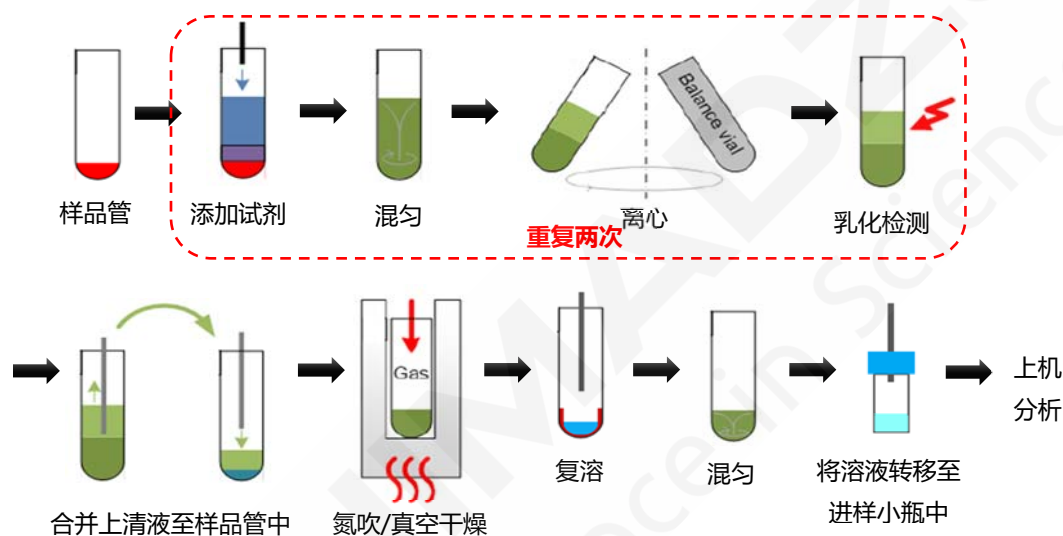 Balance vial
样品管
添加试剂
混匀
离心
乳化检测
重复两次
Gas
上机
分析
复溶
混匀
将溶液转移至
进样小瓶中
合并上清液至样品管中
氮吹/真空干燥